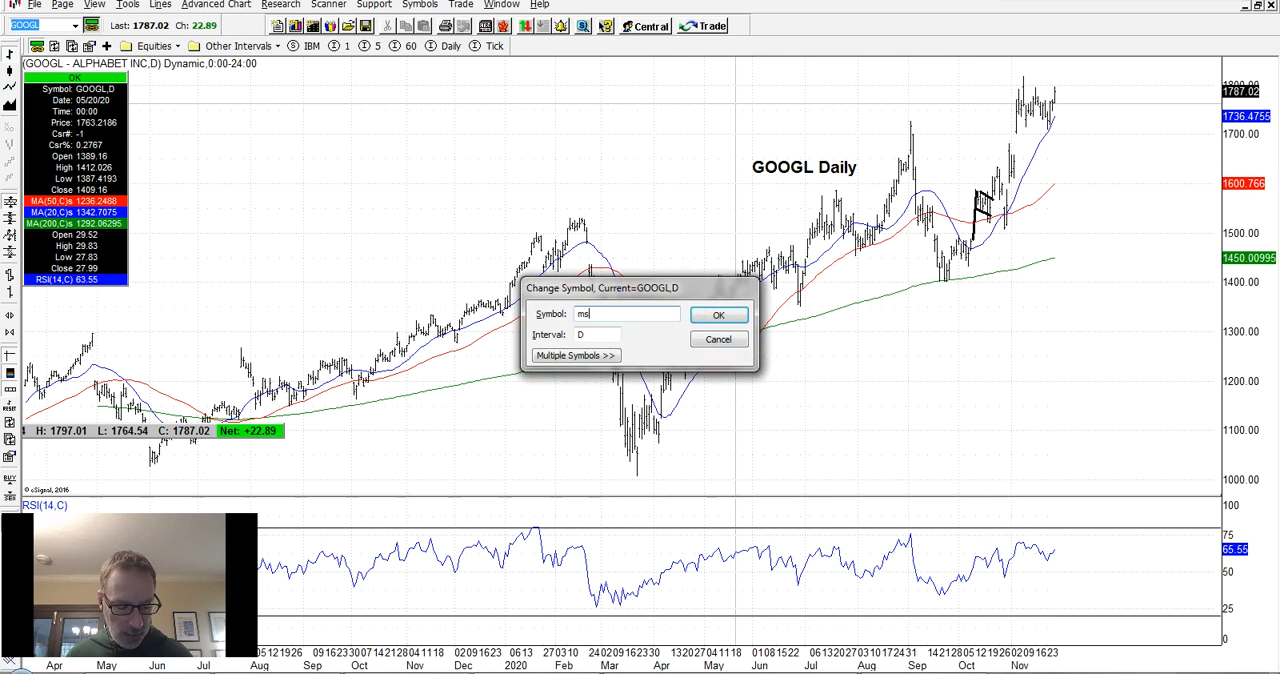 File Page View Tools Lines Advanced Chart Research Scanner Support Symbols Trade Window Help
GOOGL Last: 1787.02 Ch: 22.89 Central Trade
Equities Other Intervals IBM 1 5 60 Daily Tick
(GOOGL - ALPHABET INC,D) Dynamic,0:00-24:00
OK
Symbol: GOOGL,D
Date: 05/20/20
Time: 00:00
Price: 1763.2186
Csr#: -1
Csr%: 0.2767
Open 1389.16
High 1412.026
Low 1387.4193
Close 1409.16
MA(50,C)s 1236.2488
MA(20,C)s 1342.7075
MA(200,C)s 1292.06295
Open 29.52
High 29.83
Low 27.83
Close 27.99
RSI(14,C) 63.55
GOOGL Daily
Change Symbol, Current=GOOGL,D
Symbol: ms
OK
Interval: D
Cancel
Multiple Symbols >>
1800.00
1787.02
1736.4755
1700.00
1600.766
1500.00
1450.00995
1400.00
1300.00
1200.00
1100.00
1000.00
4 H: 1797.01 L: 1764.54 C: 1787.02 Net: +22.89
© eSignal, 2016
RSI(14,C)
100
75
65.55
50
25
0
RESET
BUY
Apr May Jun Jul Aug Sep Oct Nov Dec 2020 Feb Mar Apr May Jun Jul Aug Sep Oct Nov